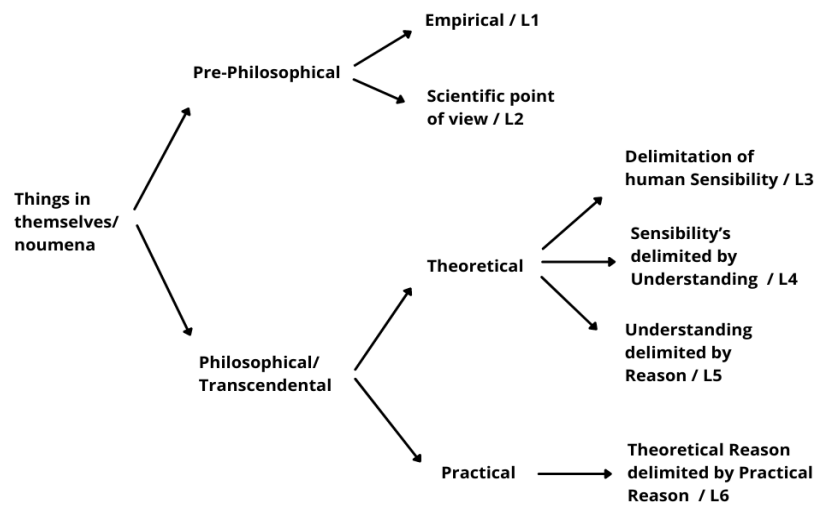 Empirical / L1
Pre-Philosophical
Scientific point
of view / L2
Delimitation of
human Sensibility / L3
Things in
themselves/
noumena
Sensibility’s
delimited by
Understanding / L4
Theoretical
Understanding
delimited by
Reason / L5
Philosophical/
Transcendental
Theoretical Reason
delimited by Practical
Reason / L6
Practical